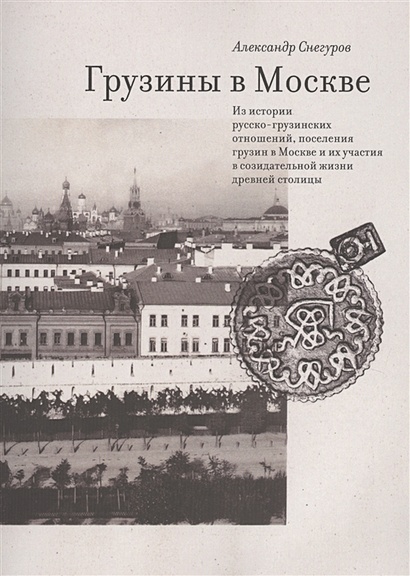 Александр Снегуров
Грузины в Москве
Из истории
русско-грузинских
отношений, поселения
грузин в Москве и их участия
в созидательной жизни
древней столицы